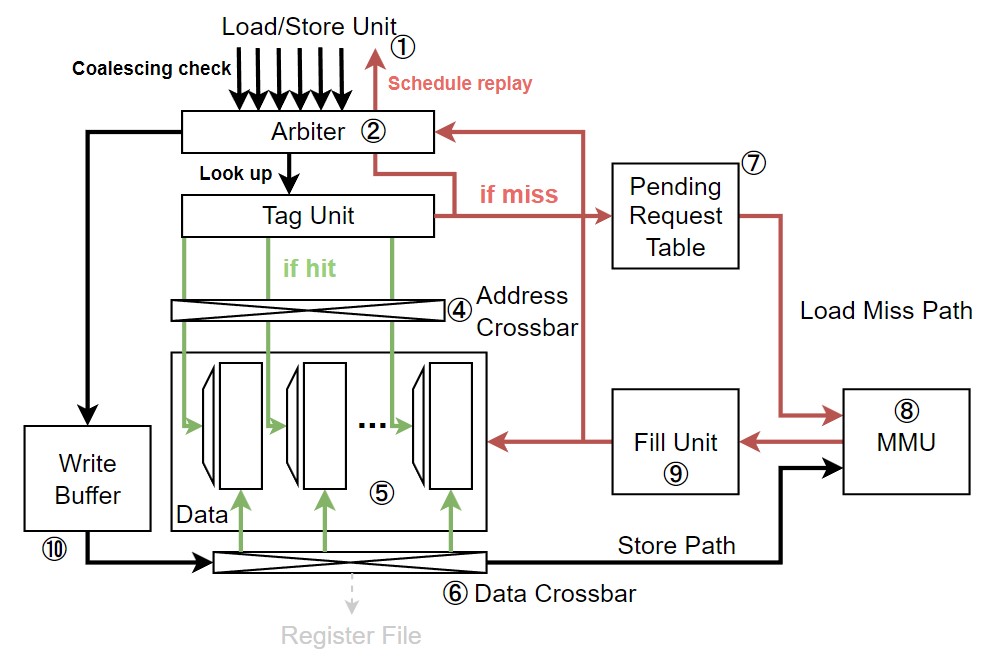 Load/Store Unit
①
Coalescing check
Schedule replay
Arbiter ②
Look up
⑦
if miss
Pending
Request
Table
Tag Unit
if hit
④ Address
Crossbar
Load Miss Path
...
⑧
MMU
Fill Unit
⑨
Write
Buffer
⑤
Data
⑩
Store Path
⑥ Data Crossbar
Register File